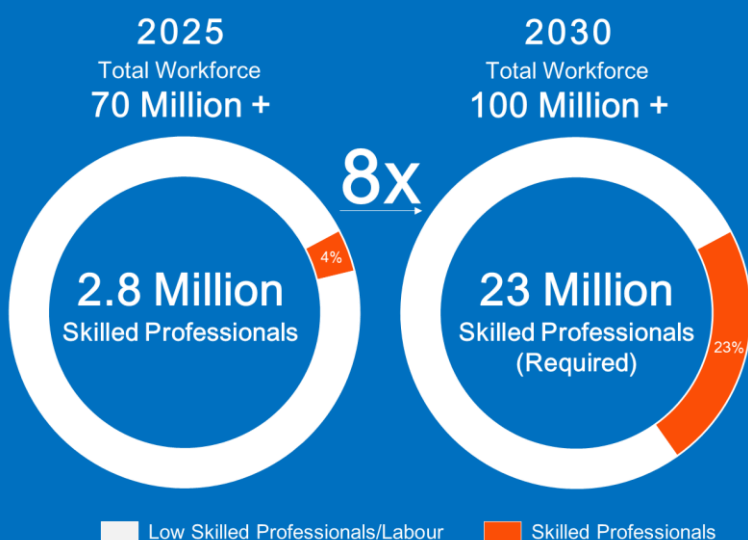 2025
Total Workforce
70 Million +
2030
Total Workforce
100 Million +
8x
4%
2.8 Million
Skilled Professionals
23 Million
Skilled Professionals
(Required)
23%
Low Skilled Professionals/Labour
Skilled Professionals